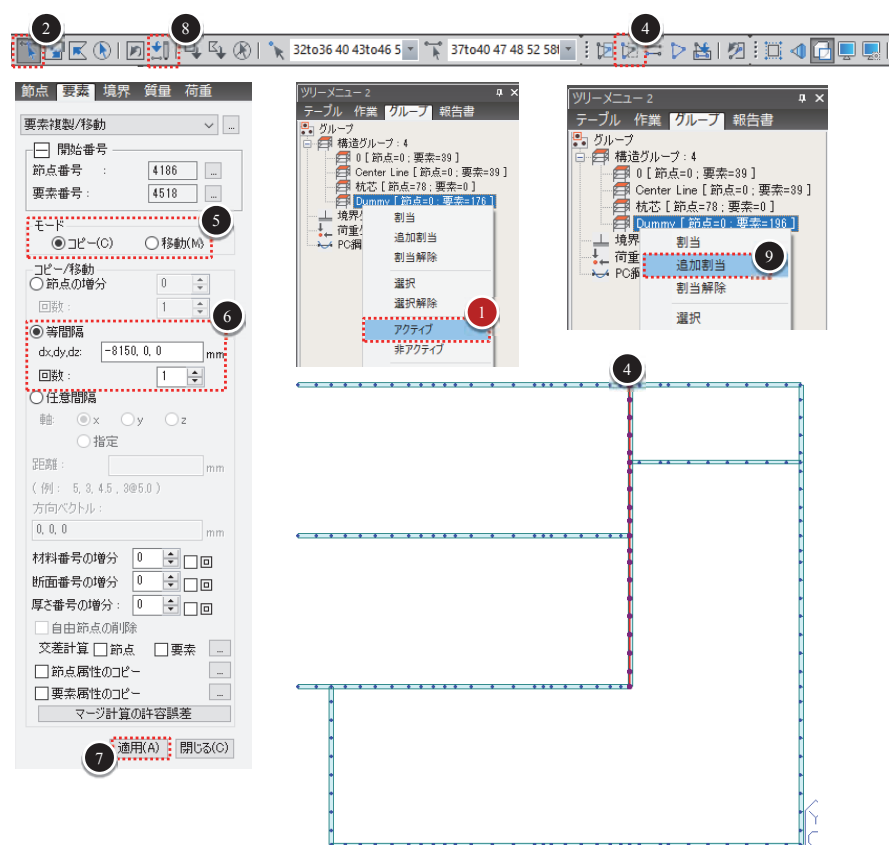 2
8
4
32to36 40 43to46 5
37to40 47 48 52 58t
節点 要素 境界 質量 荷重
要素複製/移動
...
開始番号
節点番号 : 4186 ...
要素番号 : 4518 ...
5
モード
コピー(C) 移動(M)
コピー/移動
節点の増分 0
回数 : 1
6
等間隔
dx,dy,dz: -8150, 0, 0 mm
回数 : 1
任意間隔
軸: x y z
指定
距離 : mm
( 例 : 5, 3, 4.5 , 3@5.0 )
方向ベクトル :
0, 0, 0 mm
材料番号の増分 0 回
断面番号の増分 0 回
厚さ番号の増分 : 0 回
自由節点の削除
交差計算 節点 要素 ...
節点属性のコピー ...
要素属性のコピー ...
マージ計算の許容誤差
7
適用(A) 閉じる(C)
ツリーメニュー 2
テーブル 作業 グループ 報告書
グループ
構造グループ : 4
0 [ 節点=0 ; 要素=39 ]
Center Line [ 節点=0 ; 要素=39 ]
杭芯 [ 節点=78 ; 要素=0 ]
Dummy [ 節点=0 ; 要素=176 ]
境界
荷重
PC鋼
割当
追加割当
割当解除
選択
選択解除
1
アクティブ
非アクティブ
ツリーメニュー 2
テーブル 作業 グループ 報告書
グループ
構造グループ : 4
0 [ 節点=0 ; 要素=39 ]
Center Line [ 節点=0 ; 要素=39 ]
杭芯 [ 節点=78 ; 要素=0 ]
Dummy [ 節点=0 ; 要素=196 ]
境界
荷重
PC鋼
割当
追加割当
9
割当解除
選択
4
Y